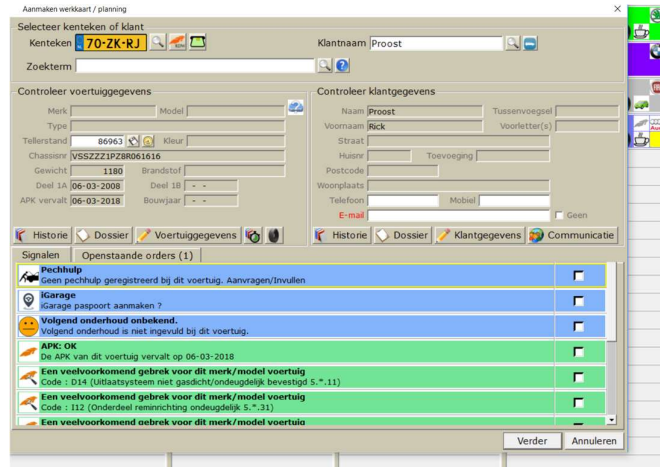 Aanmaken werkkaart / planning
Selecteer kenteken of klant
Kenteken 70-ZK-RJ
Klantnaam Proost
Zoekterm
Controleer voertuiggegevens
Merk Model
Type
Tellerstand 86963 Kleur
Chassisnr VSSZZZ1PZ8R061616
Gewicht 1180 Brandstof
Deel 1A 06-03-2008 Deel 1B - -
APK vervalt 06-03-2018 Bouwjaar - -
Historie Dossier Voertuiggegevens
Controleer klantgegevens
Naam Proost Tussenvoegsel
Voornaam Rick Voorletter(s)
Straat
Huisnr Toevoeging
Postcode
Woonplaats
Telefoon Mobiel
E-mail Geen
Historie Dossier Klantgegevens Communicatie
Signalen Openstaande orders (1)
Pechhulp
Geen pechhulp geregistreerd bij dit voertuig. Aanvragen/Invullen
iGarage
iGarage paspoort aanmaken ?
Volgend onderhoud onbekend.
Volgend onderhoud is niet ingevuld bij dit voertuig.
APK: OK
De APK van dit voertuig vervalt op 06-03-2018
Een veelvoorkomend gebrek voor dit merk/model voertuig
Code : D14 (Uitlaatsysteem niet gasdicht/ondeugdelijk bevestigd 5.*.11)
Een veelvoorkomend gebrek voor dit merk/model voertuig
Code : I12 (Onderdeel reminrichting ondeugdelijk 5.*.31)
Een veelvoorkomend gebrek voor dit merk/model voertuig
Verder Annuleren